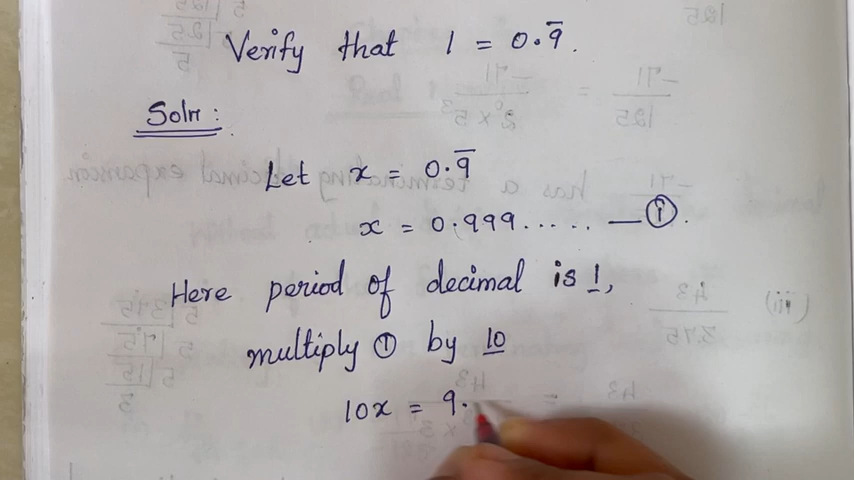 Verify that 1 = 0.9̅.
Soln:
Let x = 0.9̅
x = 0.999..... — ①.
Here period of decimal is 1,
multiply ① by 10
10x = 9.